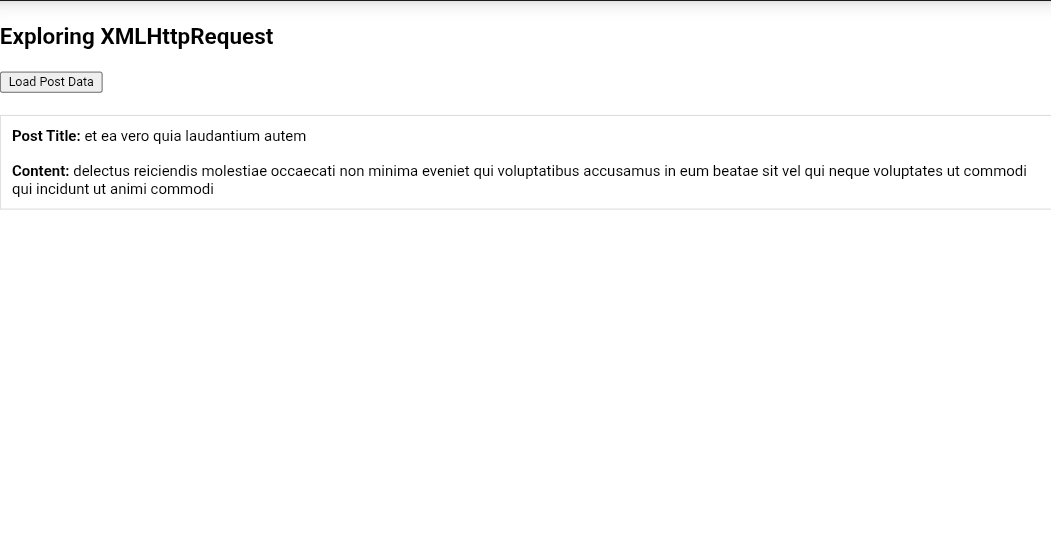 Exploring XMLHttpRequest
Load Post Data
Post Title: et ea vero quia laudantium autem
Content: delectus reiciendis molestiae occaecati non minima eveniet qui voluptatibus accusamus in eum beatae sit vel qui neque voluptates ut commodi
qui incidunt ut animi commodi